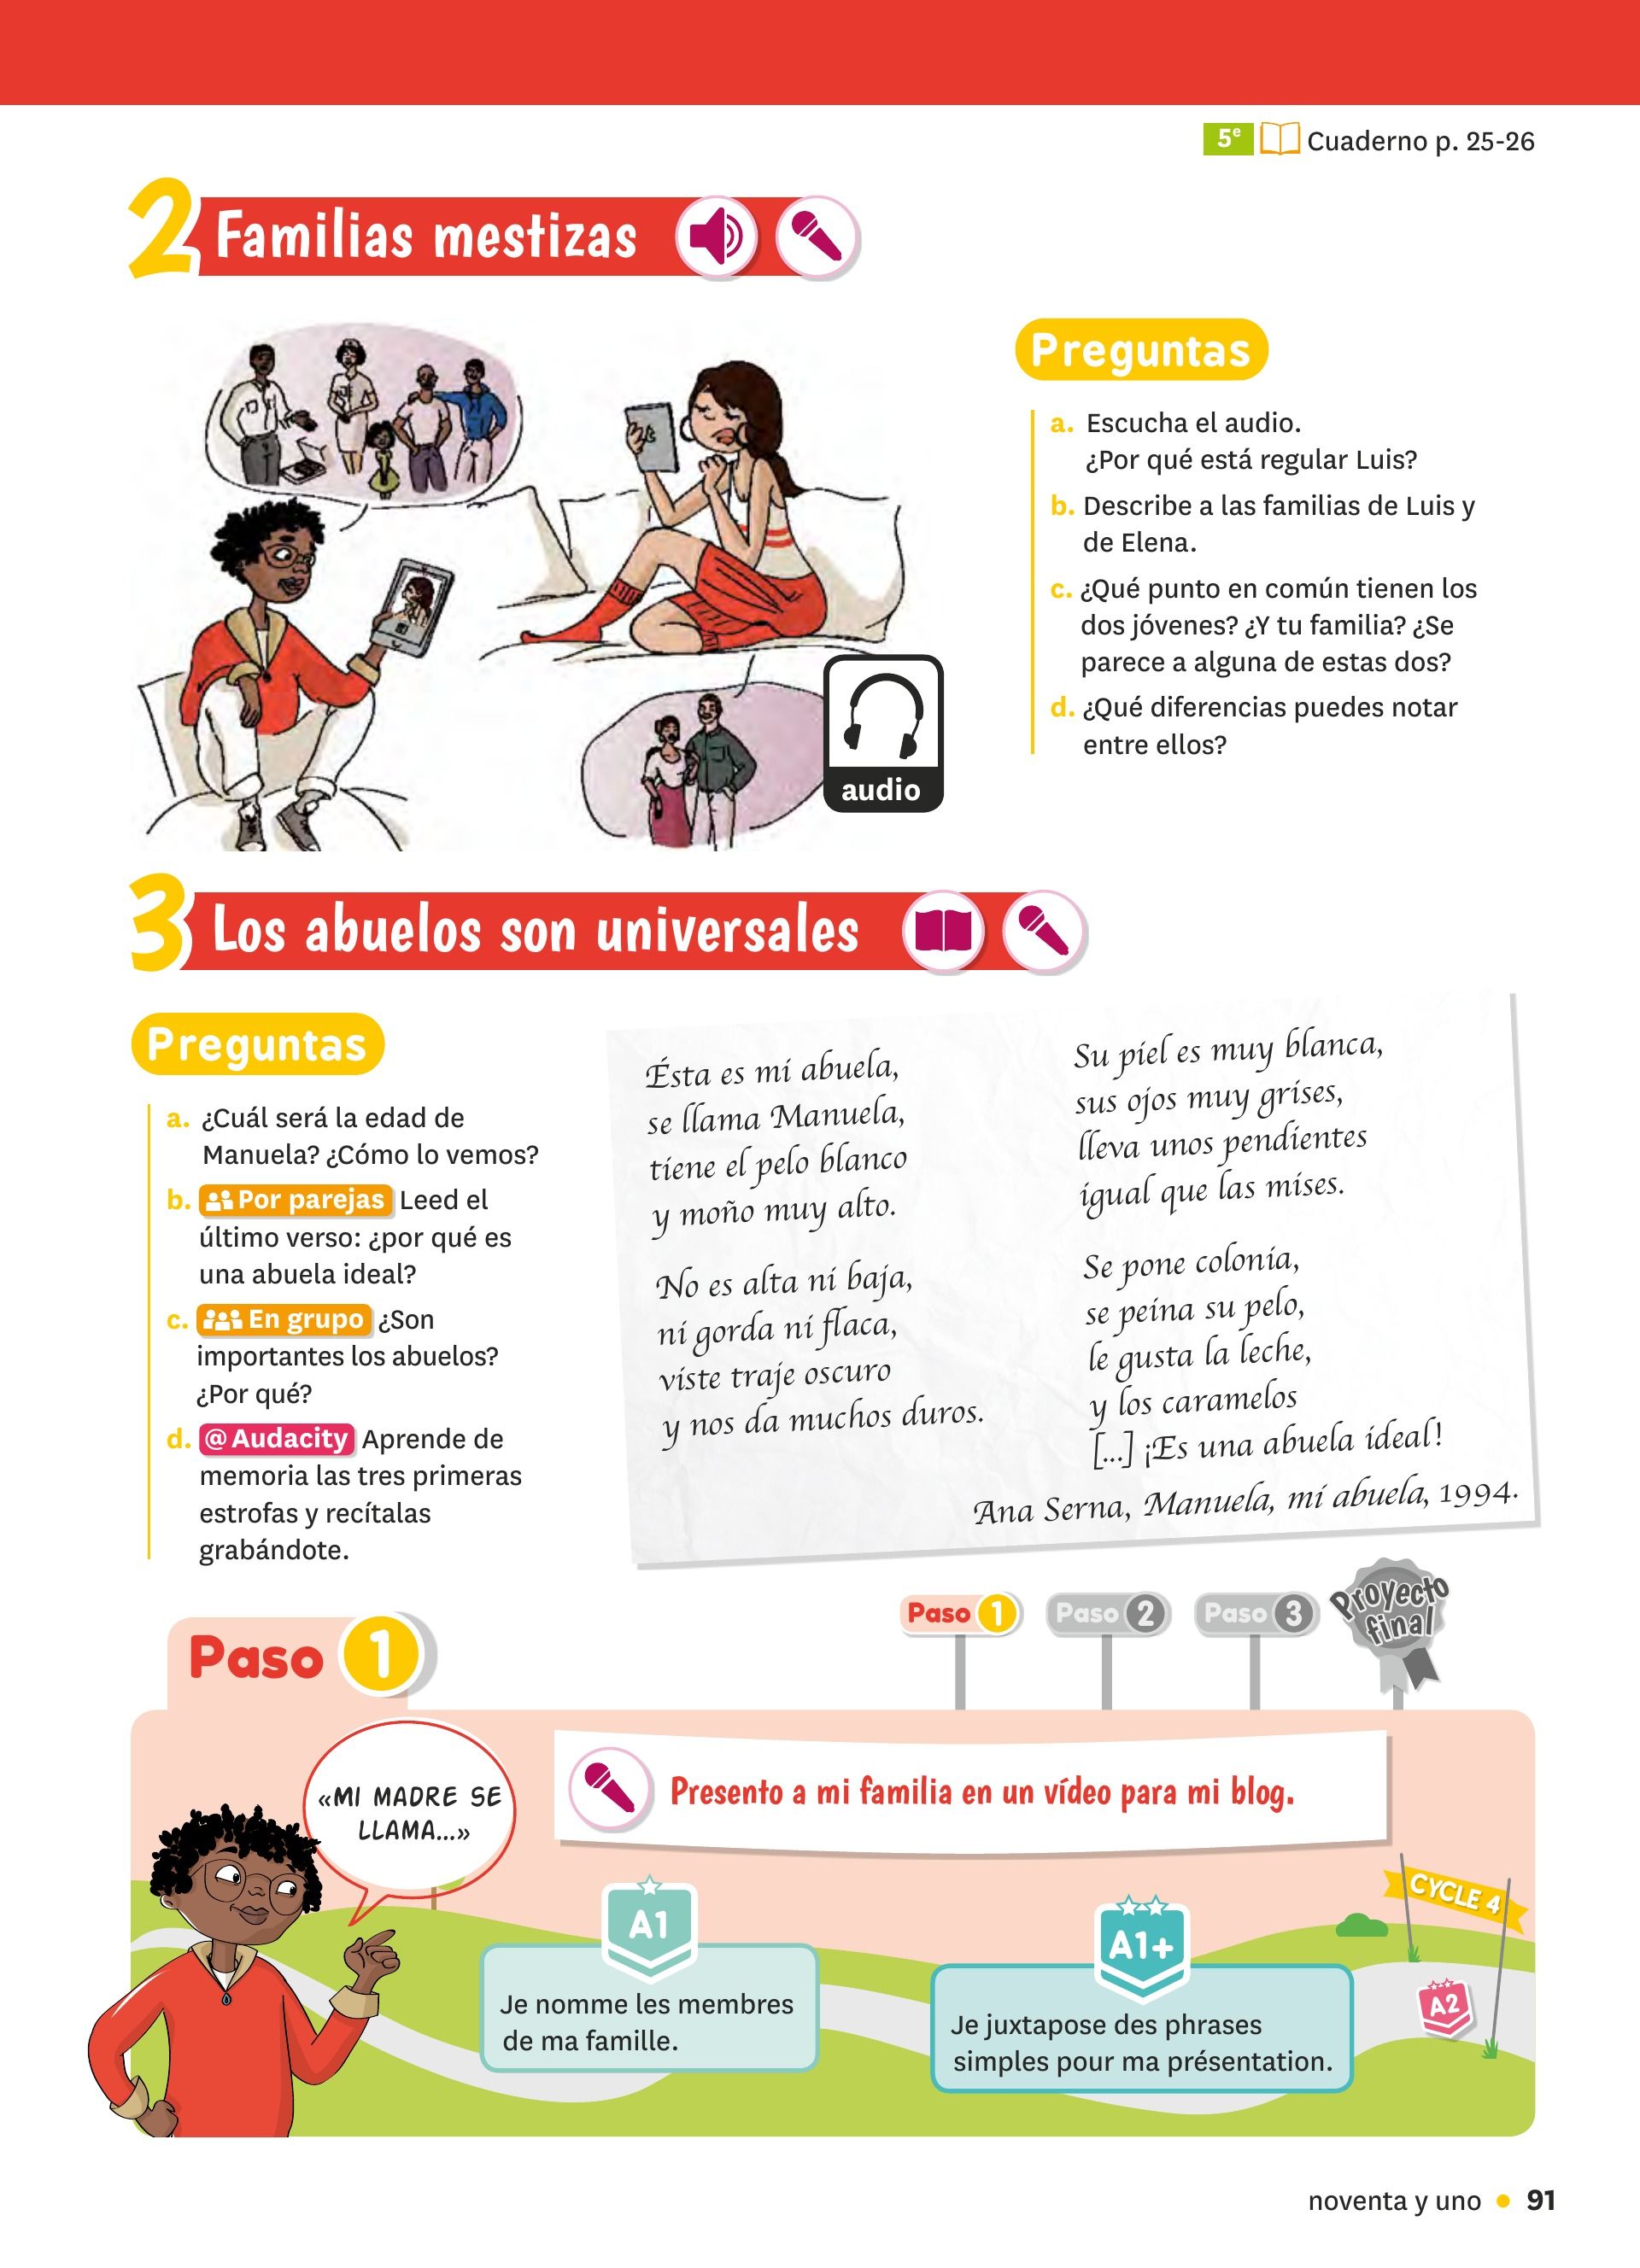 5e Cuaderno p. 25-26
2 Familias mestizas
audio
Preguntas
a. Escucha el audio.
¿Por qué está regular Luis?
b. Describe a las familias de Luis y
de Elena.
c. ¿Qué punto en común tienen los
dos jóvenes? ¿Y tu familia? ¿Se
parece a alguna de estas dos?
d. ¿Qué diferencias puedes notar
entre ellos?
3 Los abuelos son universales
Preguntas
a. ¿Cuál será la edad de
Manuela? ¿Cómo lo vemos?
b. Por parejas Leed el
último verso: ¿por qué es
una abuela ideal?
c. En grupo ¿Son
importantes los abuelos?
¿Por qué?
d. @Audacity Aprende de
memoria las tres primeras
estrofas y recítalas
grabándote.
Ésta es mi abuela,
se llama Manuela,
tiene el pelo blanco
y moño muy alto.
No es alta ni baja,
ni gorda ni flaca,
viste traje oscuro
y nos da muchos duros.
Su piel es muy blanca,
sus ojos muy grises,
lleva unos pendientes
igual que las mises.
Se pone colonia,
se peina su pelo,
le gusta la leche,
y los caramelos
[...] ¡Es una abuela ideal!
Ana Serna, Manuela, mi abuela, 1994.
Paso 1
Paso 1
Paso 2
Paso 3
Proyecto
final
«MI MADRE SE
LLAMA...»
Presento a mi familia en un vídeo para mi blog.
A1
Je nomme les membres
de ma famille.
A1+
Je juxtapose des phrases
simples pour ma présentation.
CYCLE 4
A2
noventa y uno • 91